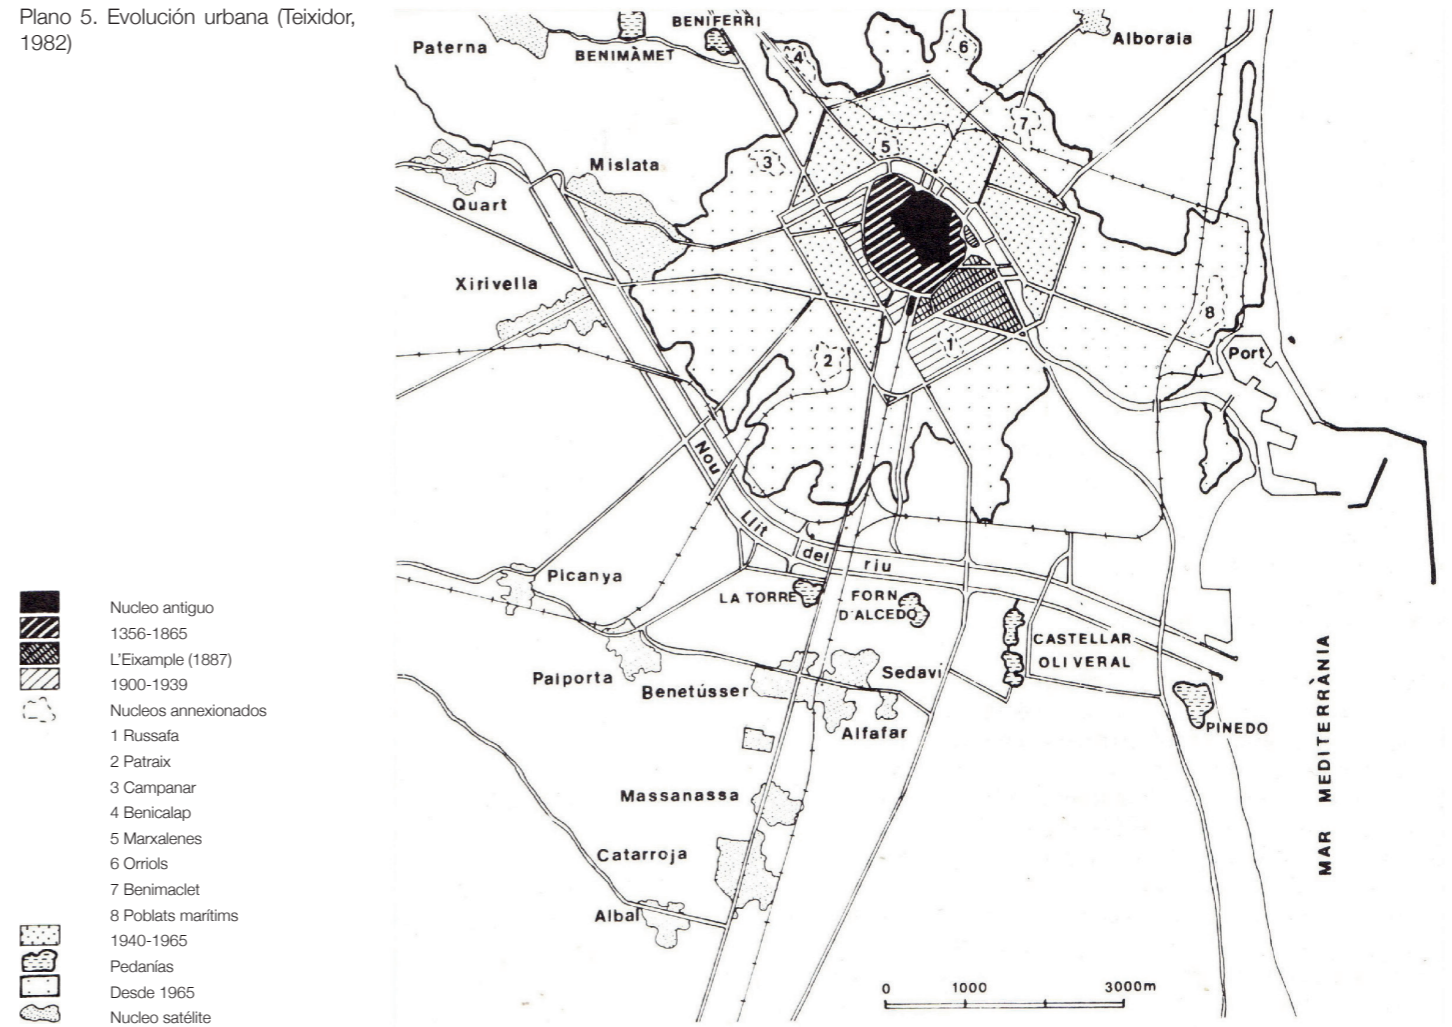 Plano 5. Evolución urbana (Teixidor,
1982)
Nucleo antiguo
1356-1865
L'Eixample (1887)
1900-1939
Nucleos annexionados
1 Russafa
2 Patraix
3 Campanar
4 Benicalap
5 Marxalenes
6 Orriols
7 Benimaclet
8 Poblats marítims
1940-1965
Pedanías
Desde 1965
Nucleo satélite
Paterna
BENIMÀMET
BENIFERRI
Alboraia
4
6
7
5
3
Mislata
Quart
Xirivella
8
Port
2
1
Nou
Llit
del
riu
Picanya
LA TORRE
FORN
D'ALCEDO
CASTELLAR
OLIVERAL
Paiporta
Benetússer
Sedaví
Alfafar
PINEDO
MAR MEDITERRÀNIA
Massanassa
Catarroja
Albal
0 1000 3000m